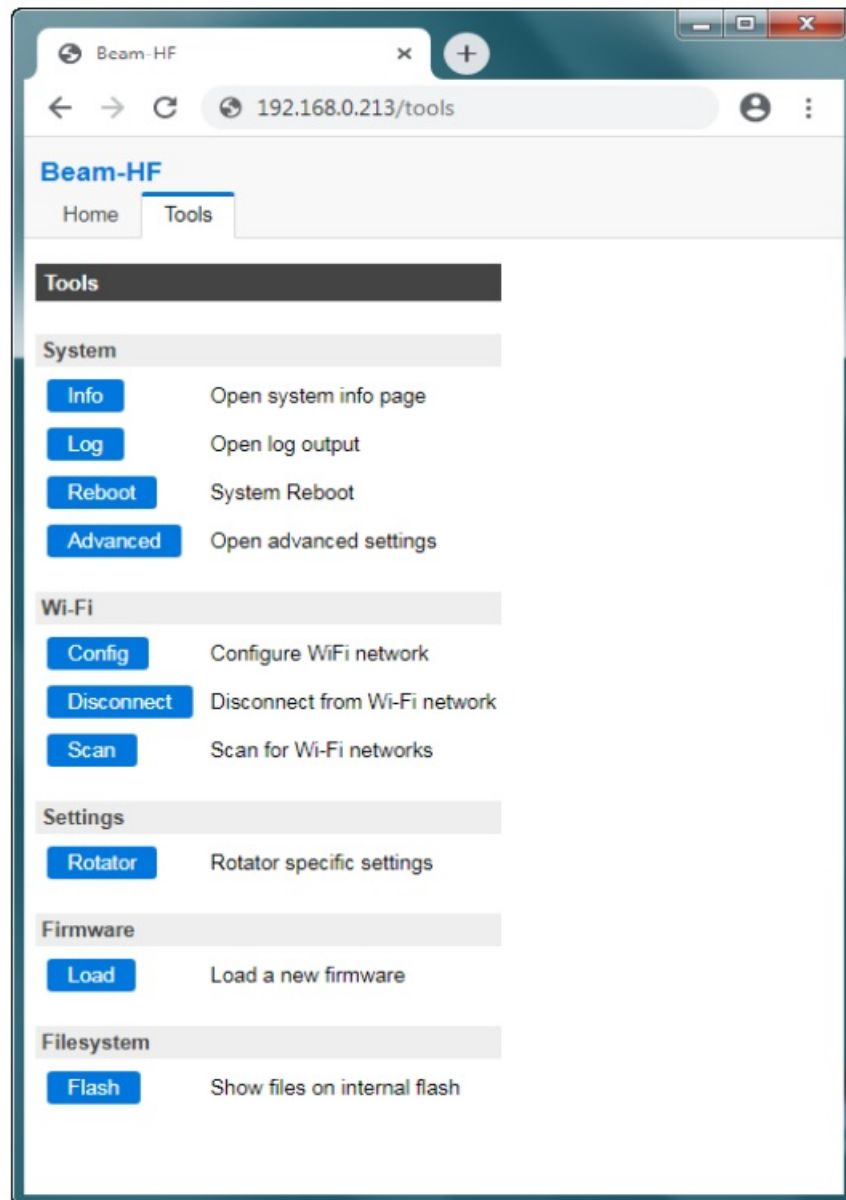 Beam-HF
192.168.0.213/tools
Beam-HF
Home Tools
Tools
System
Info Open system info page
Log Open log output
Reboot System Reboot
Advanced Open advanced settings
Wi-Fi
Config Configure WiFi network
Disconnect Disconnect from Wi-Fi network
Scan Scan for Wi-Fi networks
Settings
Rotator Rotator specific settings
Firmware
Load Load a new firmware
Filesystem
Flash Show files on internal flash